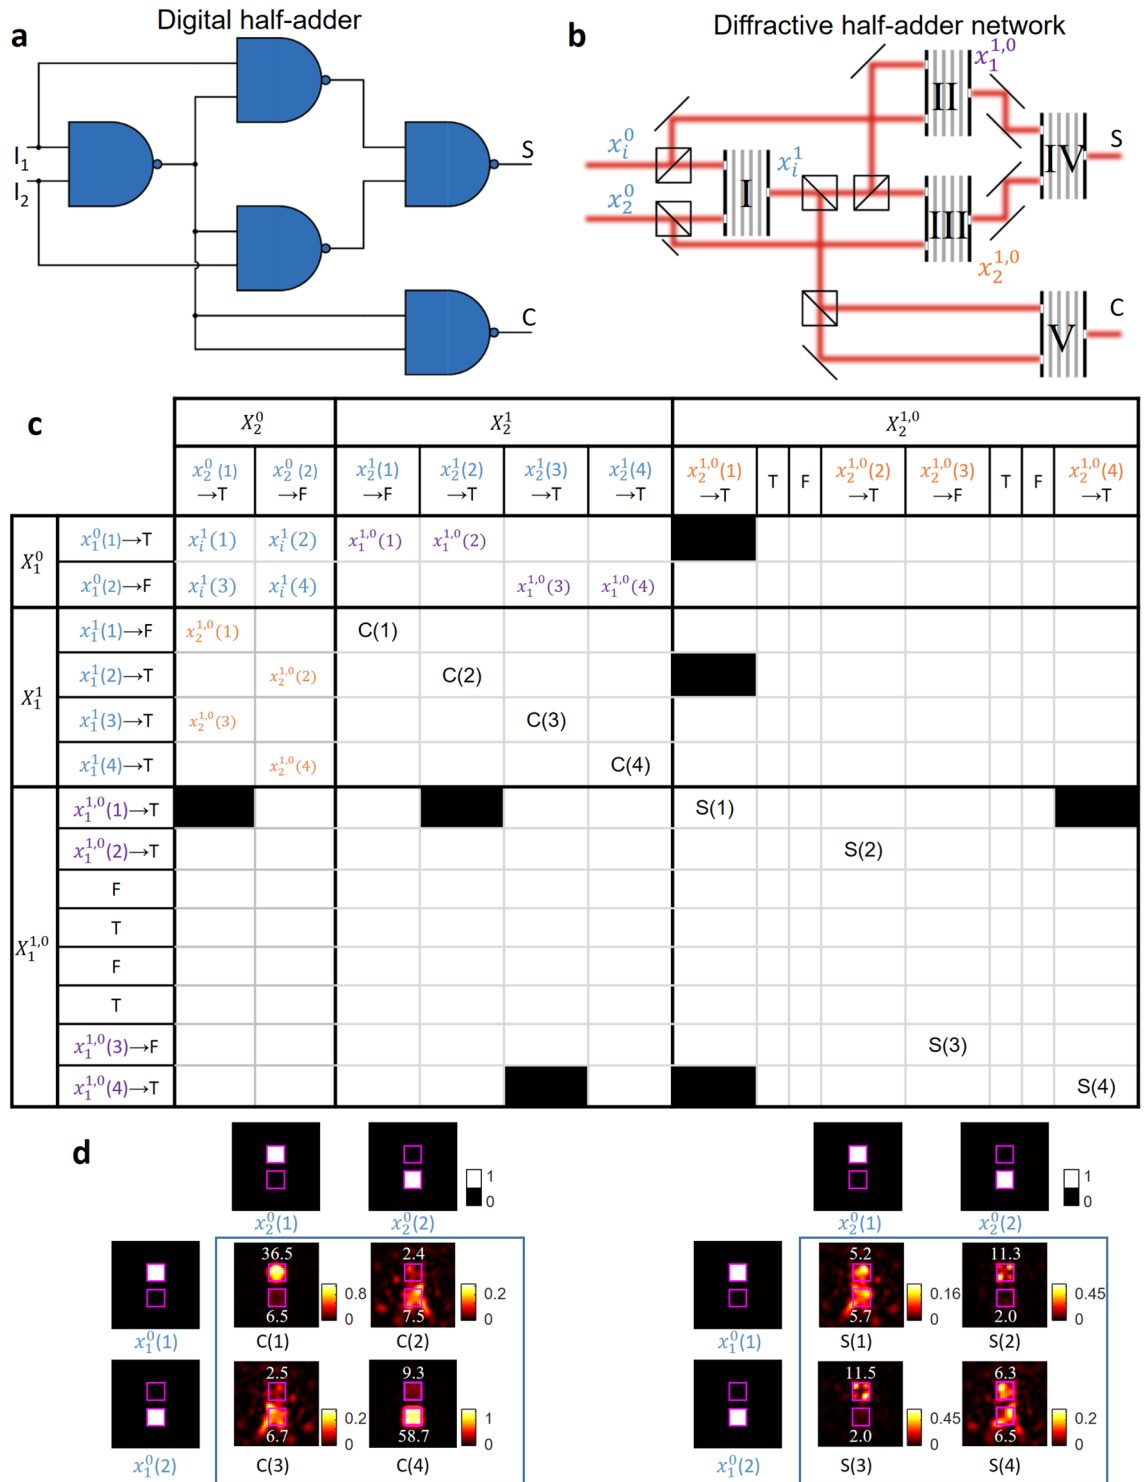 a
Digital half-adder
I₁
I₂
S
C
b
Diffractive half-adder network
x₁^{1,0}
x_i^0
x_i^1
x_2^0
I
II
III
IV
V
S
x₂^{1,0}
C
c
X_2^0 X_2^1 X_2^{1,0}
x_2^0(1) →T x_2^0(2) →F x_2^1(1) →F x_2^1(2) →T x_2^1(3) →T x_2^1(4) →T x_2^{1,0}(1) →T T F x_2^{1,0}(2) →T x_2^{1,0}(3) →F T F x_2^{1,0}(4) →T
X_1^0
x_1^0(1)→T x_i^1(1) x_i^1(2) x_1^{1,0}(1) x_1^{1,0}(2)
x_1^0(2)→F x_i^1(3) x_i^1(4) x_1^{1,0}(3) x_1^{1,0}(4)
X_1^1
x_1^1(1)→F x_2^{1,0}(1) C(1)
x_1^1(2)→T x_2^{1,0}(2) C(2)
x_1^1(3)→T x_2^{1,0}(3) C(3)
x_1^1(4)→T x_2^{1,0}(4) C(4)
X_1^{1,0}
x_1^{1,0}(1)→T S(1)
x_1^{1,0}(2)→T S(2)
F
T
F
T
x_1^{1,0}(3)→F S(3)
x_1^{1,0}(4)→T S(4)
d
1
0
x_2^0(1) x_2^0(2)
36.5 2.4
0.8 0.2
0 0
6.5 7.5
x_1^0(1) C(1) C(2)
2.5 9.3
0.2 1
0 0
6.7 58.7
x_1^0(2) C(3) C(4)
1
0
x_2^0(1) x_2^0(2)
5.2 11.3
0.16 0.45
0 0
5.7 2.0
x_1^0(1) S(1) S(2)
11.5 6.3
0.45 0.2
0 0
2.0 6.5
x_1^0(2) S(3) S(4)